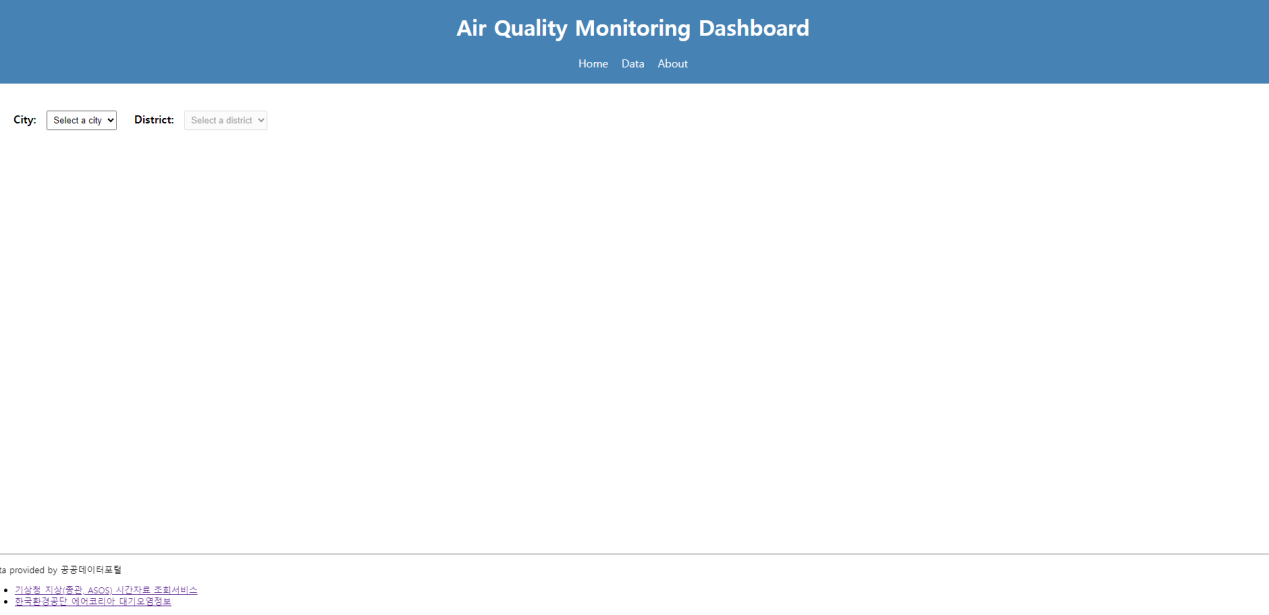 Air Quality Monitoring Dashboard
Home Data About
City: Select a city District: Select a district
ta provided by 공공데이터포털
기상청 지상(종관, ASOS) 시간자료 조회서비스
한국환경공단 에어코리아 대기오염정보